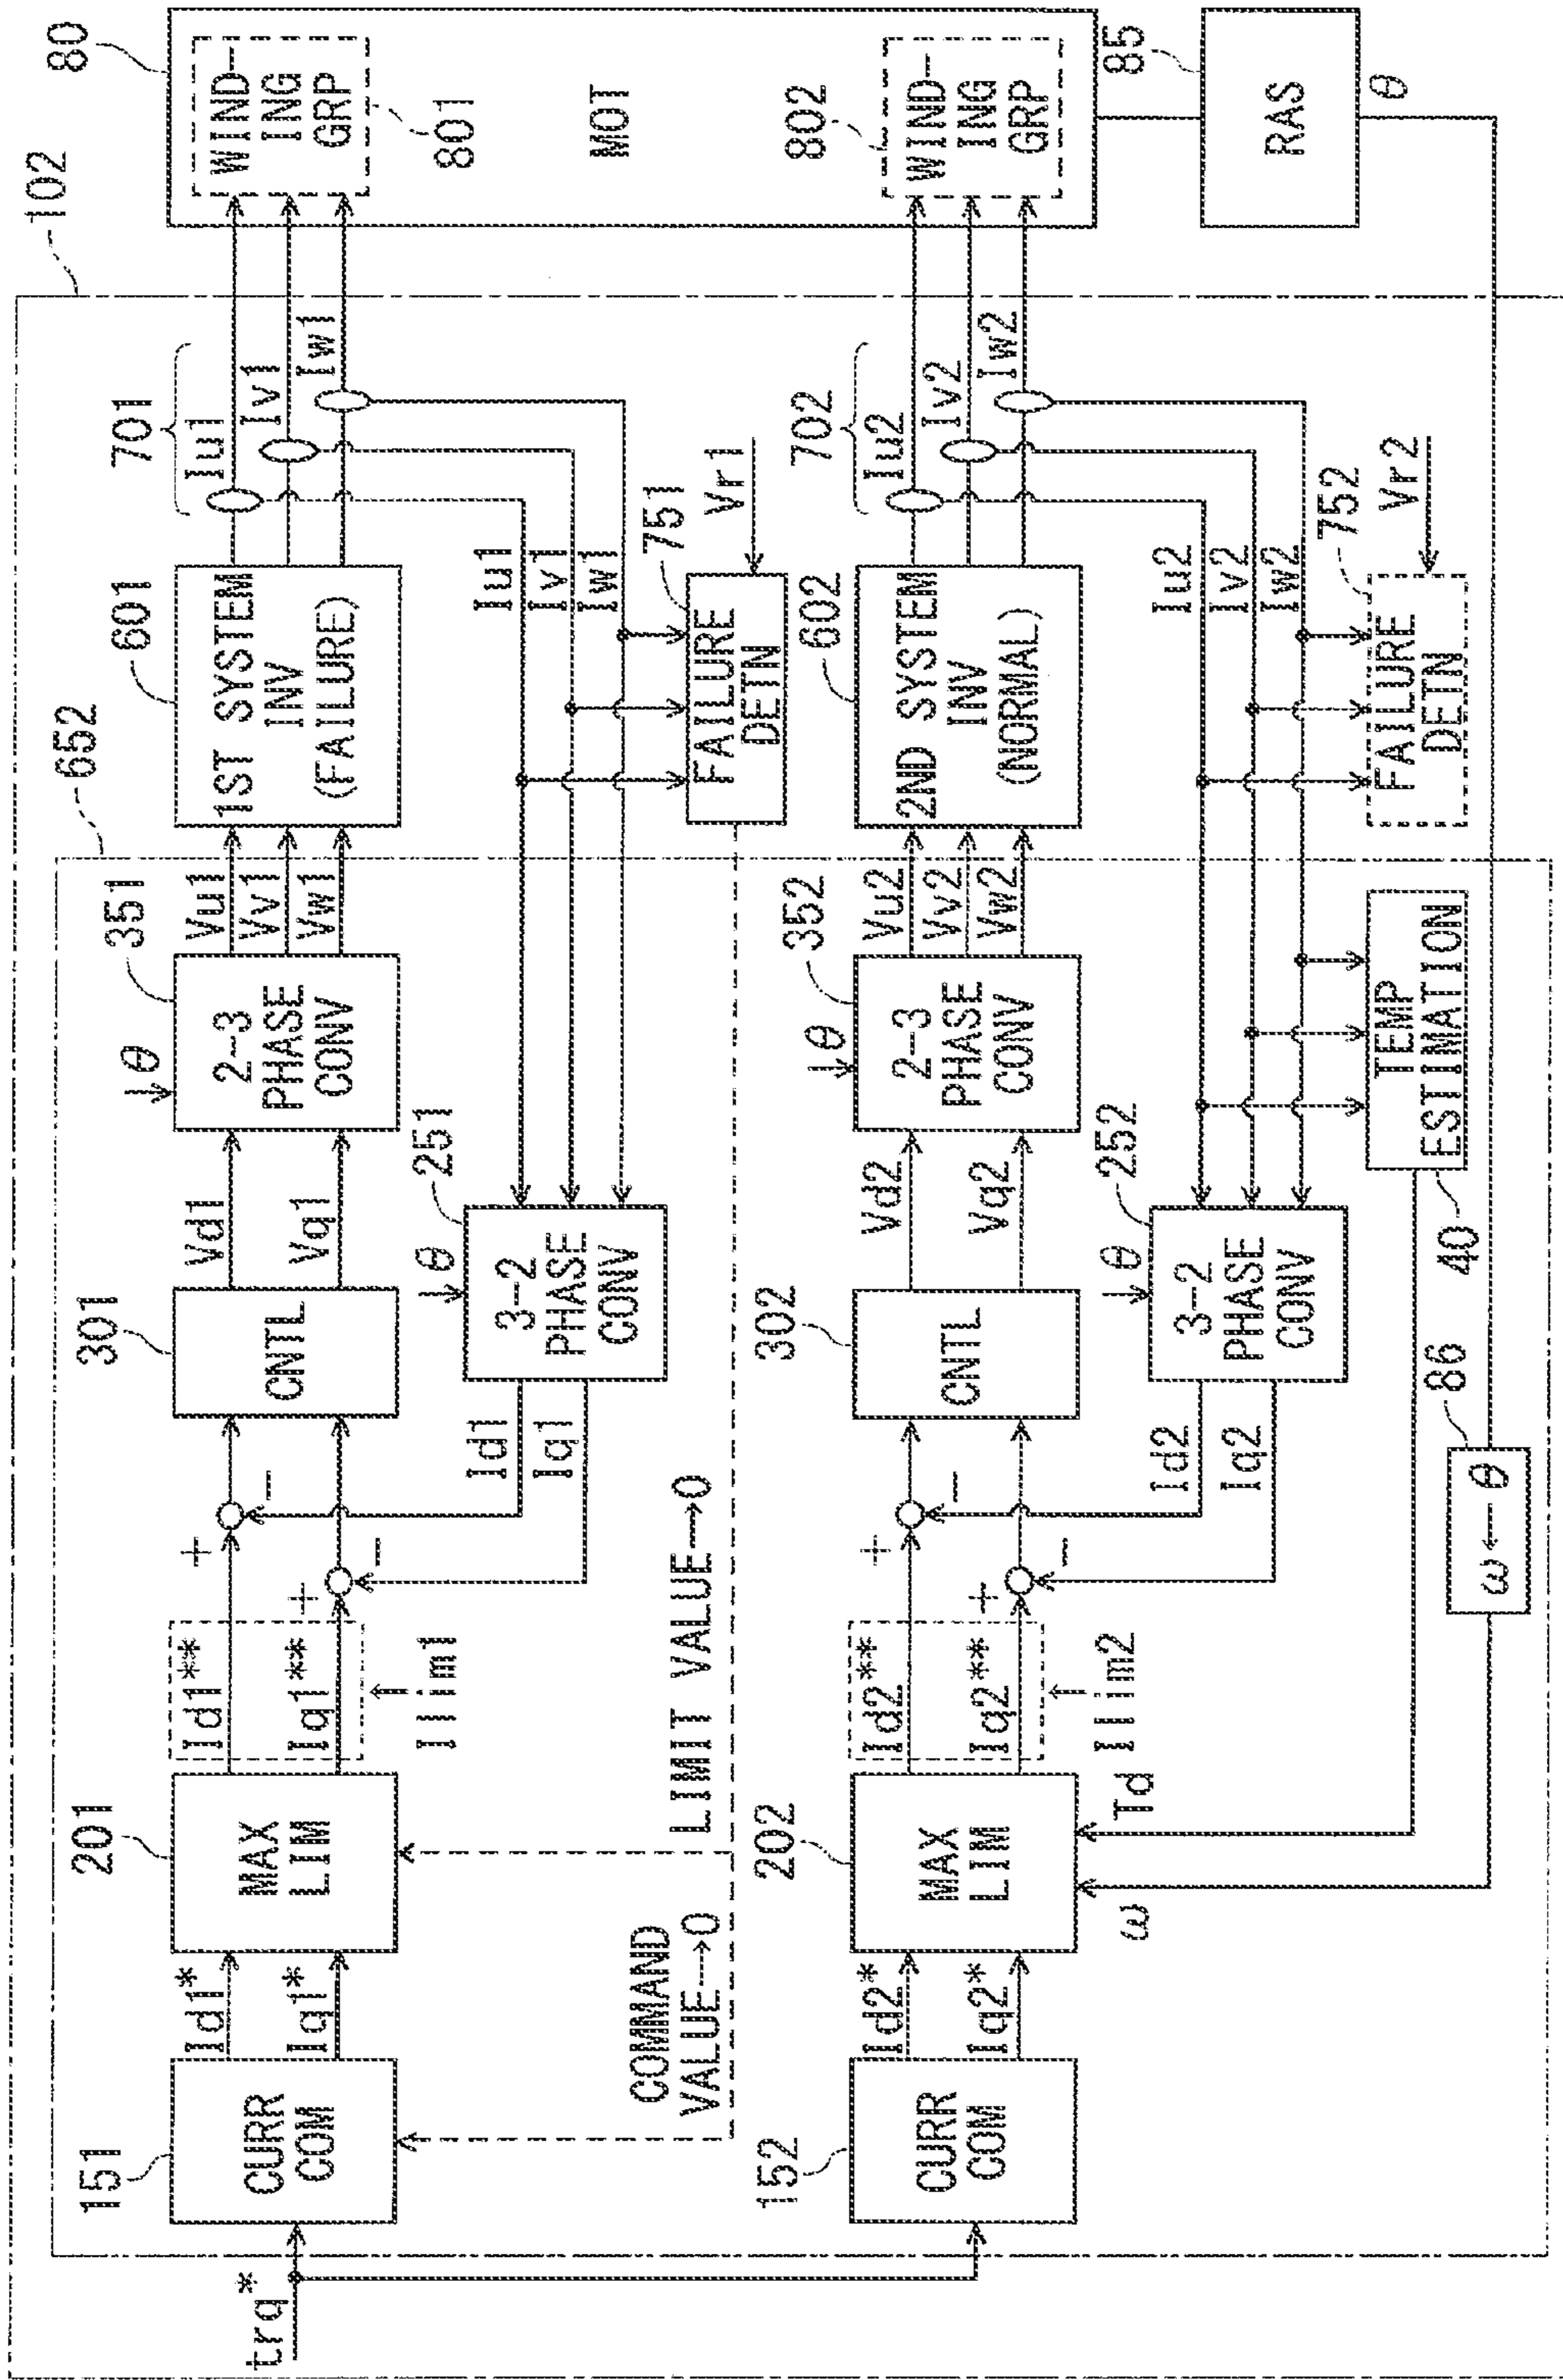 102
80
WIND-
ING
GRP
801
MOT
802
WIND-
ING
GRP
85
RAS
θ
652
trq*
151
CURR
COM
Id1*
Iq1*
201
MAX
LIM
Id1**
Iq1**
Ilim1
+
-
+
-
301
CNTL
Vd1
Vq1
θ
351
2-3
PHASE
CONV
Vu1
Vv1
Vw1
601
1ST SYSTEM
INV
(FAILURE)
701
Iu1
Iv1
Iw1
Id1
Iq1
θ
251
3-2
PHASE
CONV
Iu1
Iv1
Iw1
751
FAILURE
DETN
Vr1
COMMAND
VALUE→0
LIMIT VALUE→0
152
CURR
COM
Id2*
Iq2*
202
MAX
LIM
Id2**
Iq2**
Ilim2
+
-
+
-
302
CNTL
Vd2
Vq2
θ
352
2-3
PHASE
CONV
Vu2
Vv2
Vw2
602
2ND SYSTEM
INV
(NORMAL)
702
Iu2
Iv2
Iw2
Id2
Iq2
θ
252
3-2
PHASE
CONV
Iu2
Iv2
Iw2
752
FAILURE
DETN
Vr2
ω
Td
TEMP
ESTIMATION
40
86
ω←θ